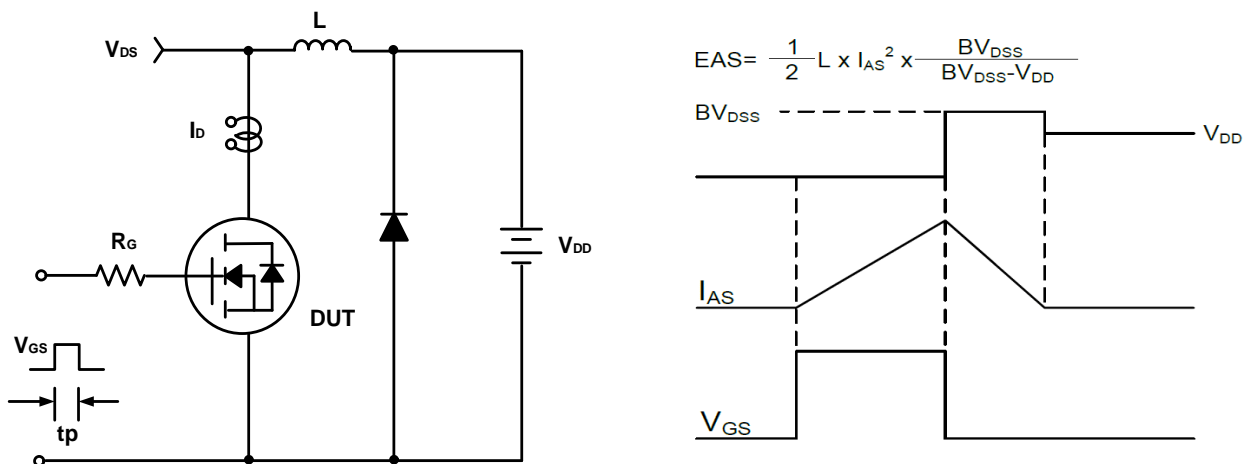 L
VDS
ID
RG
VDD
DUT
VGS
tp
EAS= 1/2 L x IAS² x BVDSS/BVDSS-VDD
BVDSS
VDD
IAS
VGS